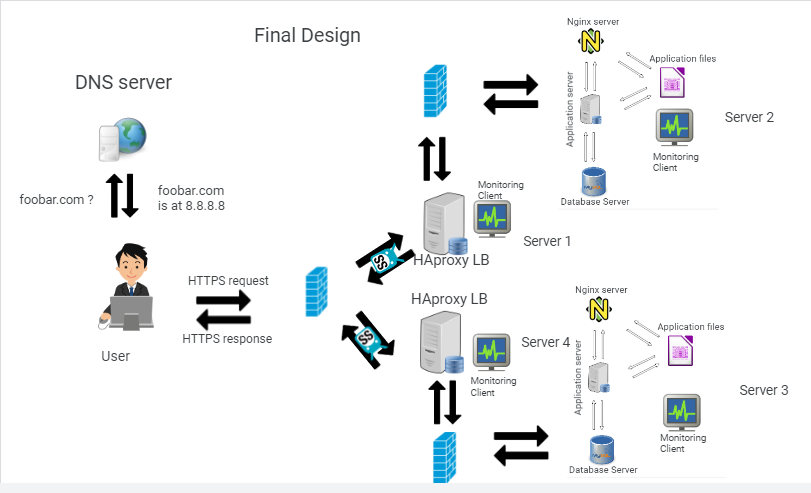 Final Design
Nginx server
Application files
DNS server
Application server
Server 2
Monitoring
Client
foobar.com ?
foobar.com
is at 8.8.8.8
Database Server
Monitoring
Client
Server 1
HAproxy LB
HTTPS request
HTTPS response
User
SS
SS
HAproxy LB
Server 4
Monitoring
Client
Nginx server
Application files
Application server
Server 3
Monitoring
Client
Database Server